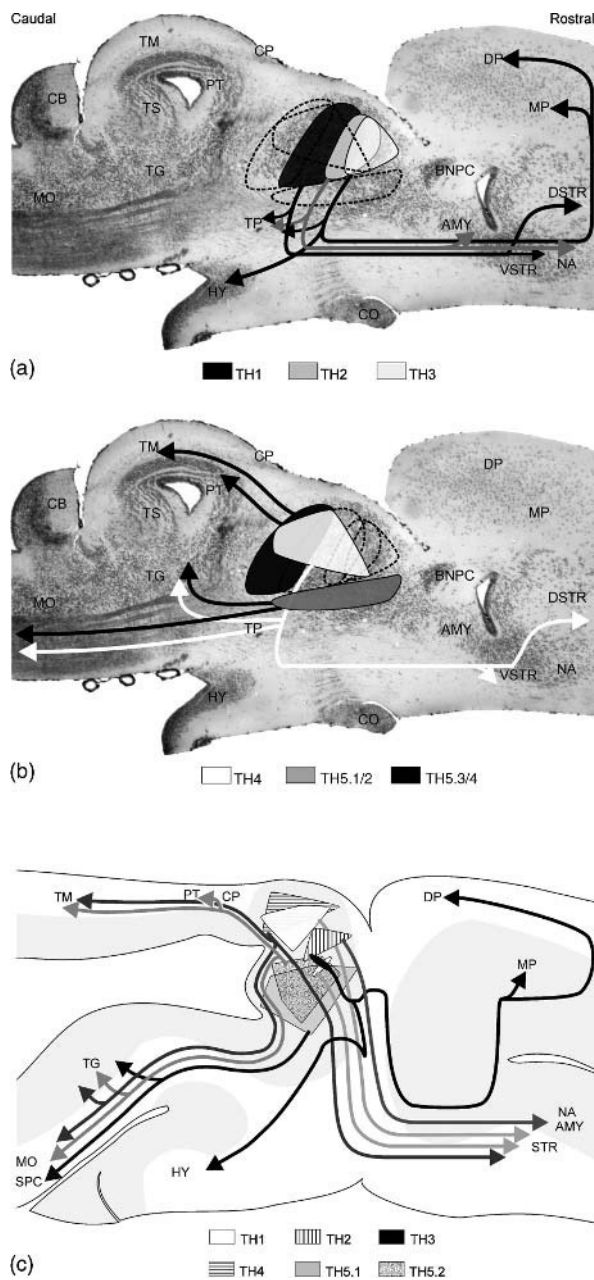 Caudal Rostral
TM CP
DP
CB PT
TS MP
TG BNPC
MO DSTR
TP AMY
HY VSTR NA
CO
(a) TH1 TH2 TH3
TM CP
DP
PT
CB TS MP
TG BNPC
MO DSTR
TP AMY
VSTR NA
HY
CO
(b) TH4 TH5.1/2 TH5.3/4
TM PT CP DP
MP
TG
NA
AMY
MO STR
SPC HY
TH1 TH2 TH3
(c) TH4 TH5.1 TH5.2